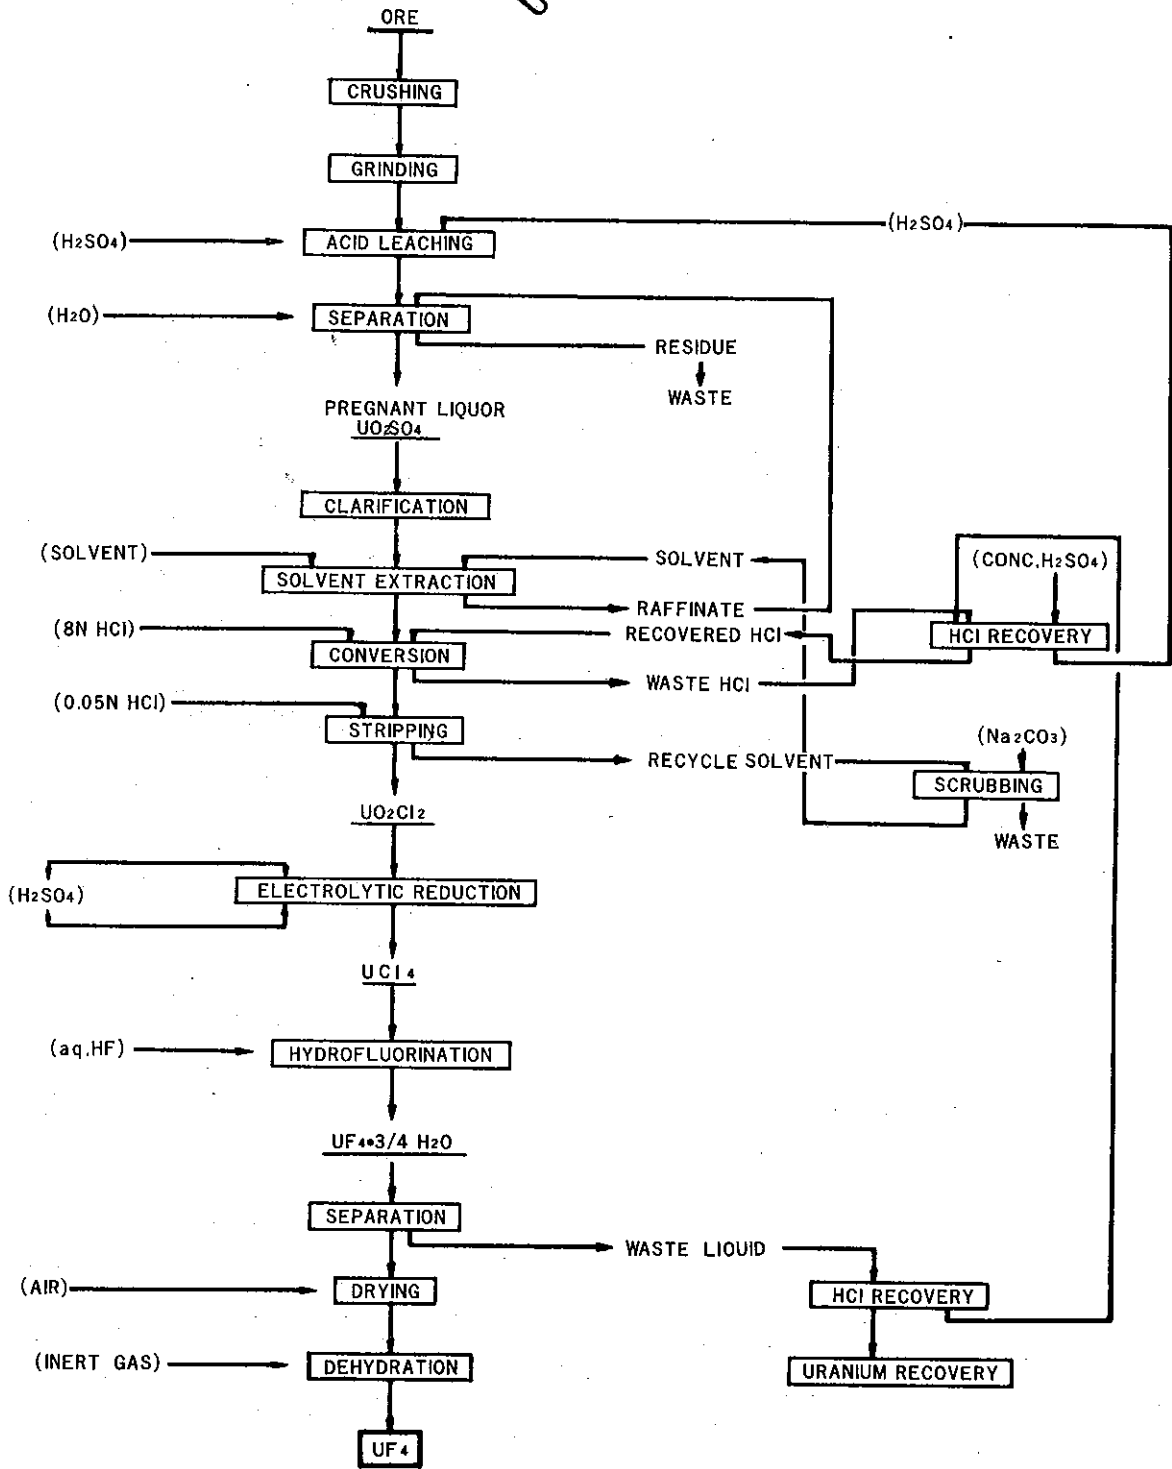 ORE
CRUSHING
GRINDING
(H2SO4)
(H2SO4)
ACID LEACHING
(H2O)
SEPARATION
RESIDUE
WASTE
PREGNANT LIQUOR
UO2SO4
CLARIFICATION
(SOLVENT)
SOLVENT
(CONC.H2SO4)
SOLVENT EXTRACTION
RAFFINATE
(8N HCl)
RECOVERED HCl
HCl RECOVERY
CONVERSION
WASTE HCl
(0.05N HCl)
STRIPPING
(Na2CO3)
RECYCLE SOLVENT
SCRUBBING
UO2Cl2
WASTE
(H2SO4)
ELECTROLYTIC REDUCTION
UCl4
(aq.HF)
HYDROFLUORINATION
UF4•3/4 H2O
SEPARATION
WASTE LIQUID
(AIR)
DRYING
HCl RECOVERY
(INERT GAS)
DEHYDRATION
URANIUM RECOVERY
UF4